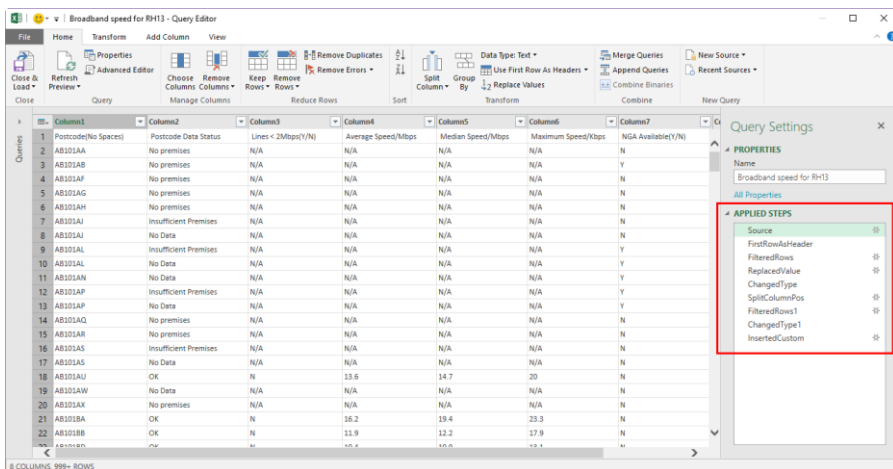 Broadband speed for RH13 - Query Editor
File Home Transform Add Column View
Close & Load
Refresh Preview
Properties
Advanced Editor
Choose Columns
Remove Columns
Keep Rows
Remove Rows
Remove Duplicates
Remove Errors
Split Column
Group By
Data Type: Text
Use First Row As Headers
Replace Values
Merge Queries
Append Queries
Combine Binaries
New Source
Recent Sources
Close Query Manage Columns Reduce Rows Sort Transform Combine New Query
Queries
Column1 Column2 Column3 Column4 Column5 Column6 Column7
1 Postcode(No Spaces) Postcode Data Status Lines < 2Mbps(Y/N) Average Speed/Mbps Median Speed/Mbps Maximum Speed/Kbps NGA Available(Y/N)
2 AB101AA No premises N/A N/A N/A N/A N
3 AB101AB No premises N/A N/A N/A N/A Y
4 AB101AF No premises N/A N/A N/A N/A N
5 AB101AG No premises N/A N/A N/A N/A N
6 AB101AH No premises N/A N/A N/A N/A N
7 AB101AJ Insufficient Premises N/A N/A N/A N/A N
8 AB101AJ No Data N/A N/A N/A N/A N
9 AB101AL Insufficient Premises N/A N/A N/A N/A Y
10 AB101AL No Data N/A N/A N/A N/A Y
11 AB101AN No Data N/A N/A N/A N/A Y
12 AB101AP Insufficient Premises N/A N/A N/A N/A Y
13 AB101AP No Data N/A N/A N/A N/A Y
14 AB101AQ No premises N/A N/A N/A N/A N
15 AB101AR No premises N/A N/A N/A N/A N
16 AB101AS Insufficient Premises N/A N/A N/A N/A N
17 AB101AS No Data N/A N/A N/A N/A N
18 AB101AU OK N 13.6 14.7 20 N
19 AB101AW No Data N/A N/A N/A N/A N
20 AB101AX No premises N/A N/A N/A N/A N
21 AB101BA OK N 16.2 19.4 23.3 N
22 AB101BB OK N 11.9 12.2 17.9 N
Query Settings
PROPERTIES
Name
Broadband speed for RH13
All Properties
APPLIED STEPS
Source
FirstRowAsHeader
FilteredRows
ReplacedValue
ChangedType
SplitColumnPos
FilteredRows1
ChangedType1
InsertedCustom
8 COLUMNS, 999+ ROWS